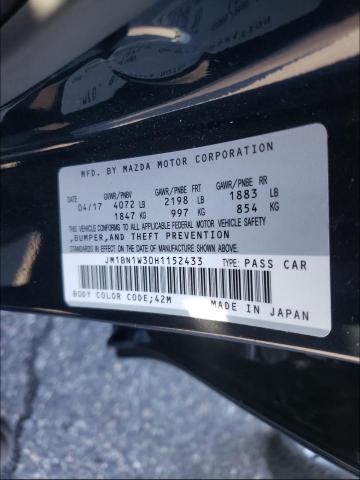 MFD. BY MAZDA MOTOR CORPORATION
DATE GVWR/PNBV GAWR/PNBE FRT GAWR/PNBE RR
04/17 4072 LB 2198 LB 1883 LB
1847 KG 997 KG 854 KG
THIS VEHICLE CONFORMS TO ALL APPLICABLE FEDERAL MOTOR VEHICLE SAFETY
,BUMPER,AND THEFT PREVENTION
STANDARDS IN EFFECT ON THE DATE OF MANUFACTURE SHOWN ABOVE.
JM1BN1W30H1152433 TYPE: PASS CAR
BODY COLOR CODE;42M MADE IN JAPAN